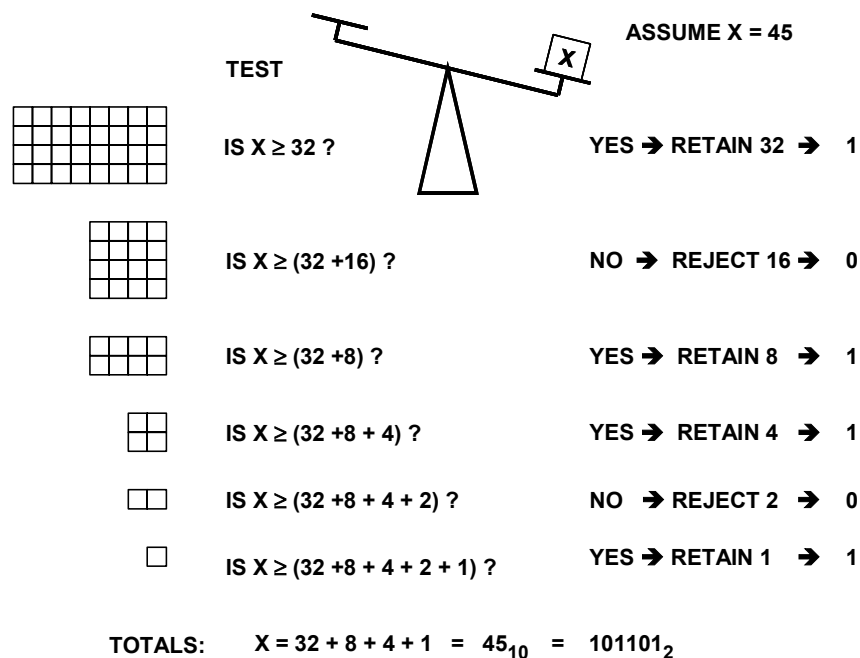 ASSUME X = 45
X
TEST
IS X ≥ 32 ? YES ➔ RETAIN 32 ➔ 1
IS X ≥ (32 +16) ? NO ➔ REJECT 16 ➔ 0
IS X ≥ (32 +8) ? YES ➔ RETAIN 8 ➔ 1
IS X ≥ (32 +8 + 4) ? YES ➔ RETAIN 4 ➔ 1
IS X ≥ (32 +8 + 4 + 2) ? NO ➔ REJECT 2 ➔ 0
IS X ≥ (32 +8 + 4 + 2 + 1) ? YES ➔ RETAIN 1 ➔ 1
TOTALS: X = 32 + 8 + 4 + 1 = 45₁₀ = 101101₂